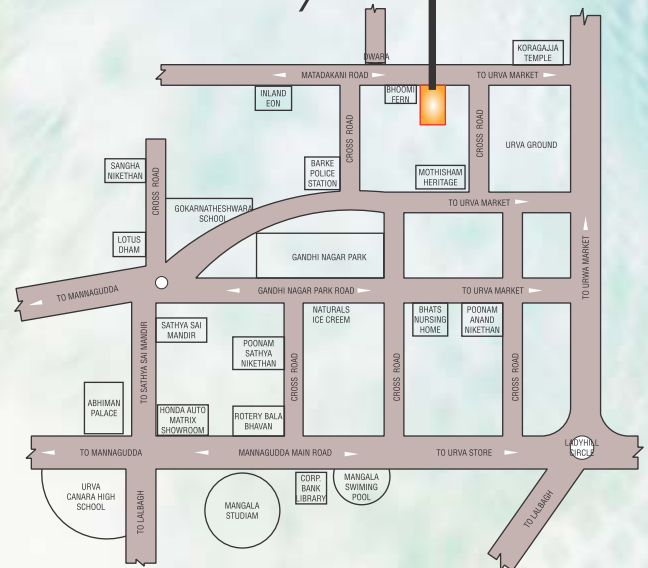 DWARA
KORAGAJJA
TEMPLE
MATADAKANI ROAD
TO URVA MARKET
INLAND
EON
BHOOMI
FERN
CROSS ROAD
CROSS ROAD
URVA GROUND
BARKE
POLICE
STATION
MOTHISHAM
HERITAGE
SANGHA
NIKETHAN
CROSS ROAD
GOKARNATHESHWARA
SCHOOL
TO URVA MARKET
LOTUS
DHAM
GANDHI NAGAR PARK
TO URWA MARKET
TO MANNAGUDDA
GANDHI NAGAR PARK ROAD
TO URVA MARKET
NATURALS
ICE CREEM
BHATS
NURSING
HOME
POONAM
ANAND
NIKETHAN
SATHYA SAI
MANDIR
TO SATHYA SAI MANDIR
POONAM
SATHYA
NIKETHAN
CROSS ROAD
CROSS ROAD
CROSS ROAD
ABHIMAN
PALACE
HONDA AUTO
MATRIX
SHOWROOM
ROTERY BALA
BHAVAN
TO MANNAGUDDA
MANNAGUDDA MAIN ROAD
TO URVA STORE
LADYHILL
CIRCLE
URVA
CANARA HIGH
SCHOOL
TO LALBAGH
MANGALA
STUDIAM
CORP.
BANK
LIBRARY
MANGALA
SWIMING
POOL
TO LALBAGH